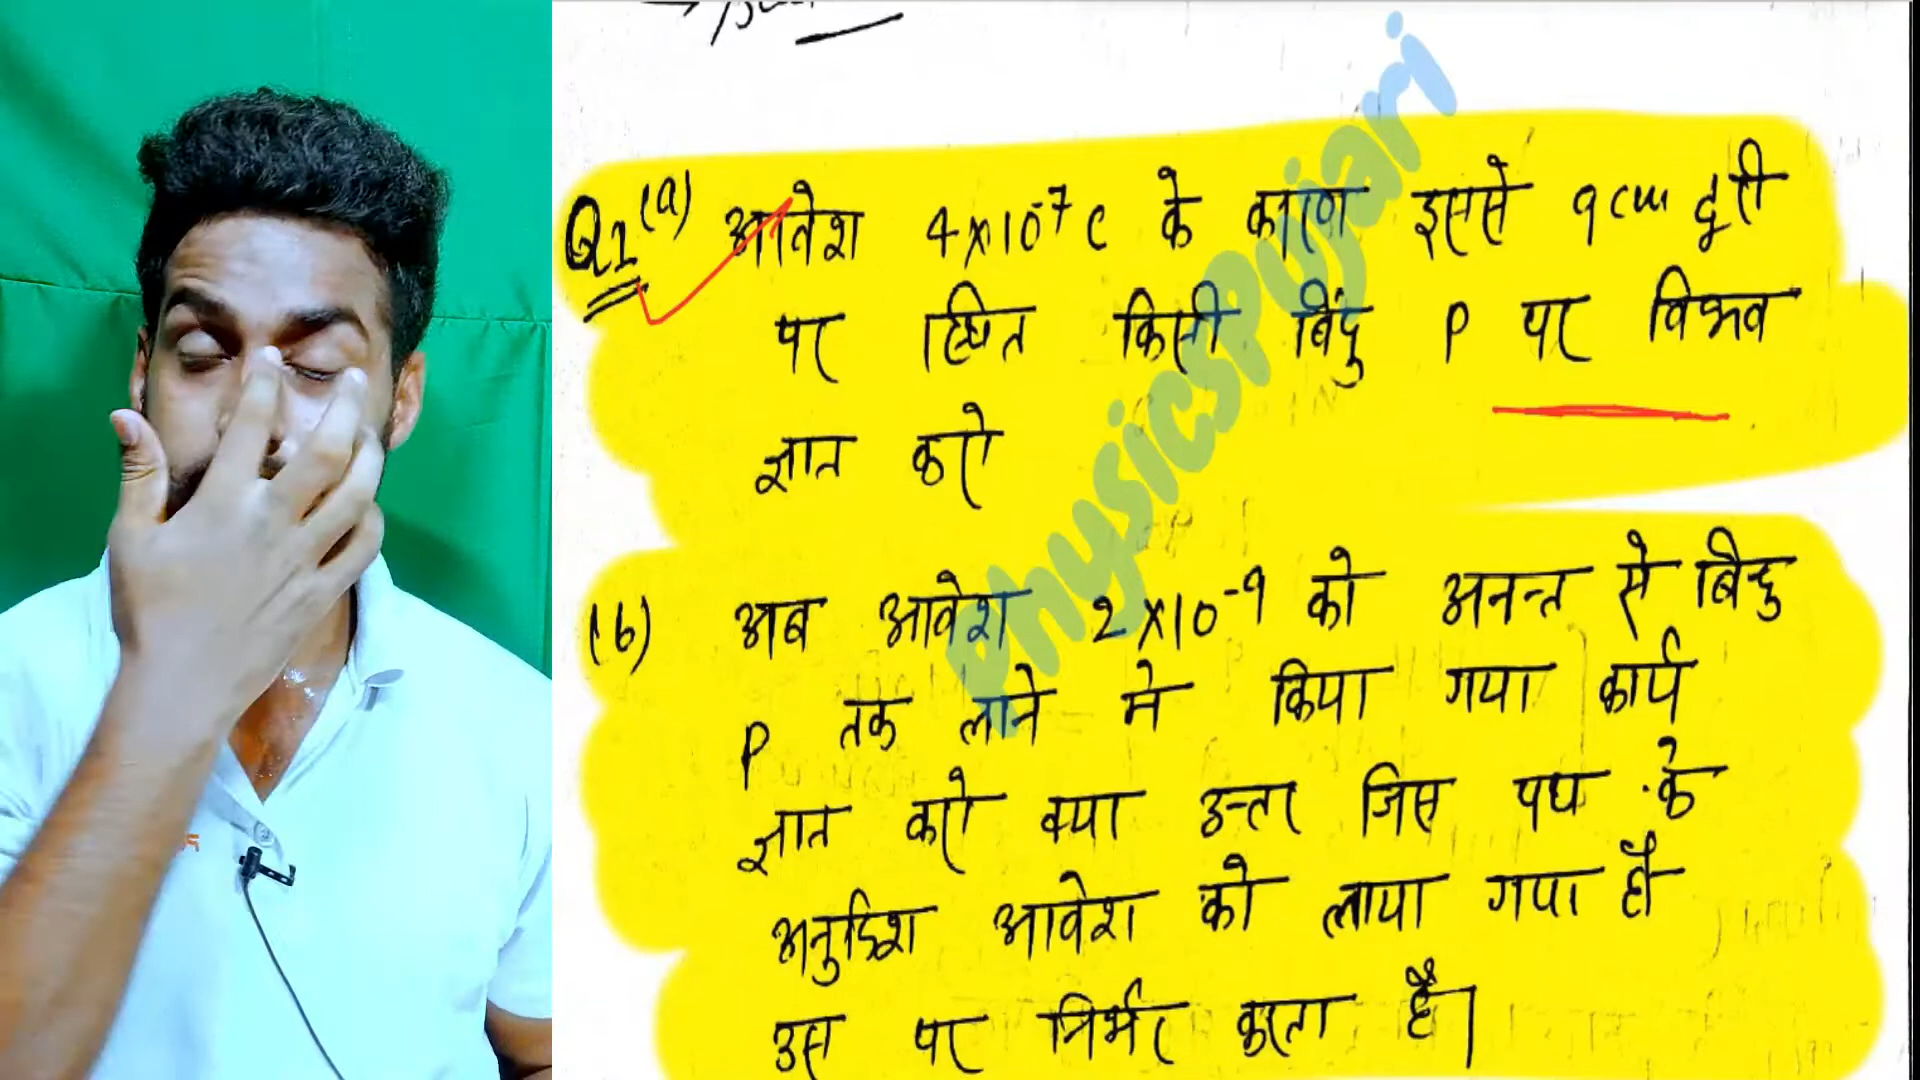 Q1 (a) आवेश 4×10⁻⁷ c के कारण इससे 9cm दूरी
पर स्थित किसी बिंदु P पर विभव
ज्ञात करो
(b) अब आवेश 2×10⁻⁹ को अनन्त से बिन्दु
P तक लाने मे किया गया कार्य
ज्ञात करो क्या उत्तर जिस पथ के
अनुदिश आवेश को लाया गया है
उस पर निर्भर करता है।
PhysicsPujari